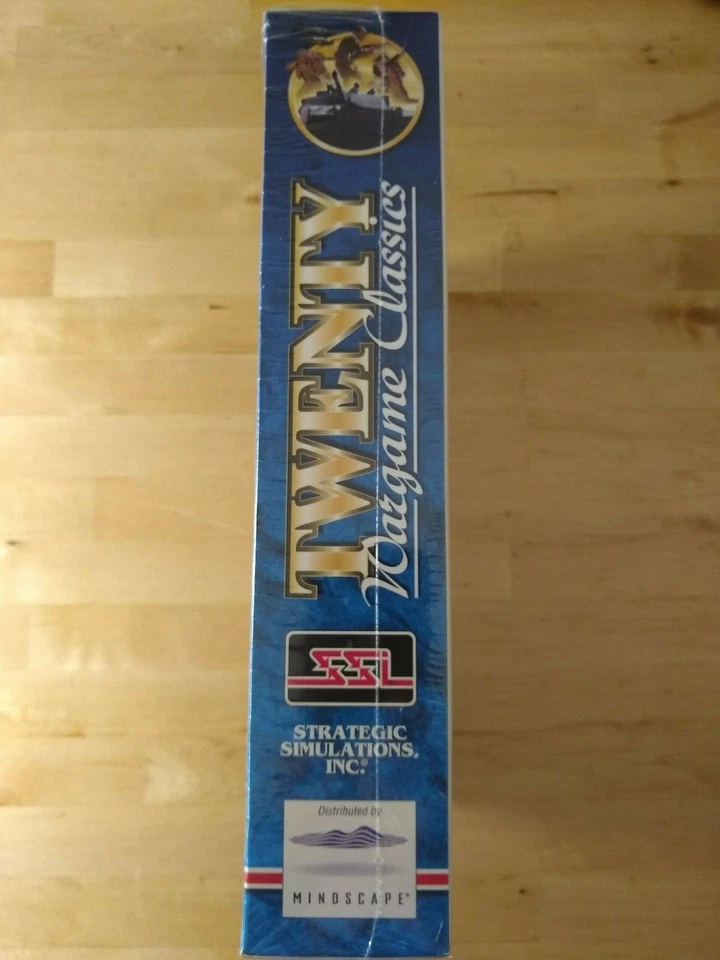 TWENTY
Wargame Classics
SSI
STRATEGIC
SIMULATIONS,
INC.®
Distributed by
MINDSCAPE®